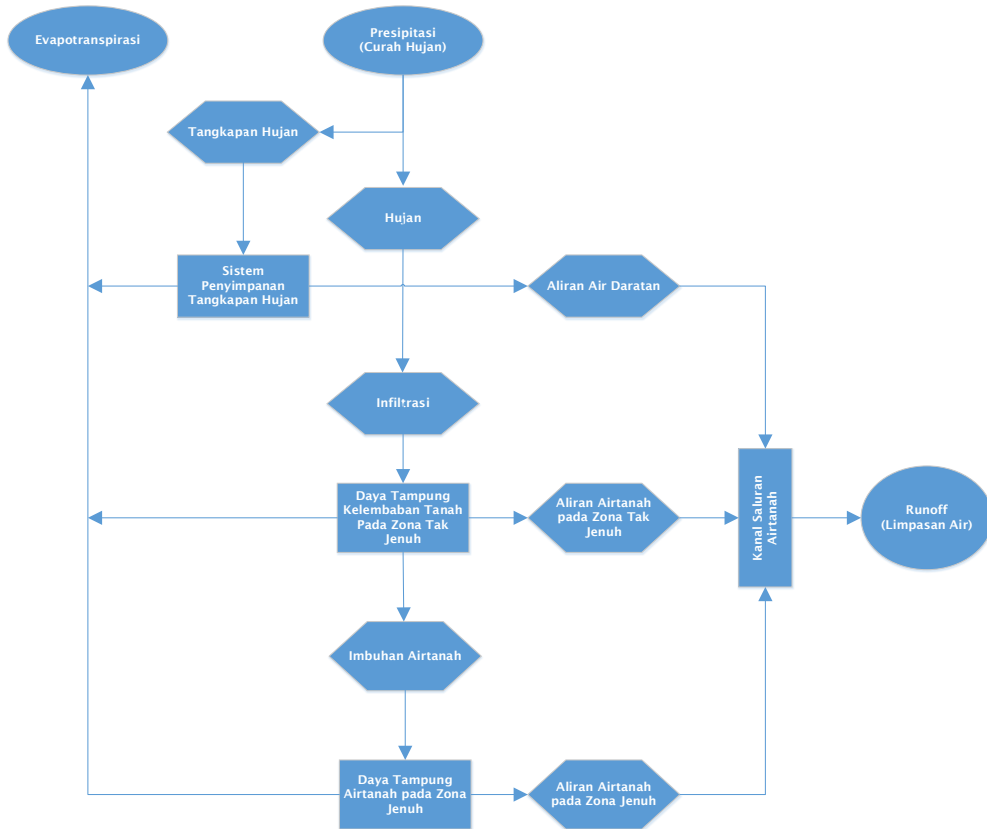 Evapotranspirasi
Presipitasi
(Curah Hujan)
Tangkapan Hujan
Hujan
Sistem
Penyimpanan
Tangkapan Hujan
Aliran Air Daratan
Infiltrasi
Daya Tampung
Kelembaban Tanah
Pada Zona Tak
Jenuh
Aliran Airtanah
pada Zona Tak
Jenuh
Kanal Saluran
Airtanah
Runoff
(Limpasan Air)
Imbuhan Airtanah
Daya Tampung
Airtanah pada Zona
Jenuh
Aliran Airtanah
pada Zona Jenuh